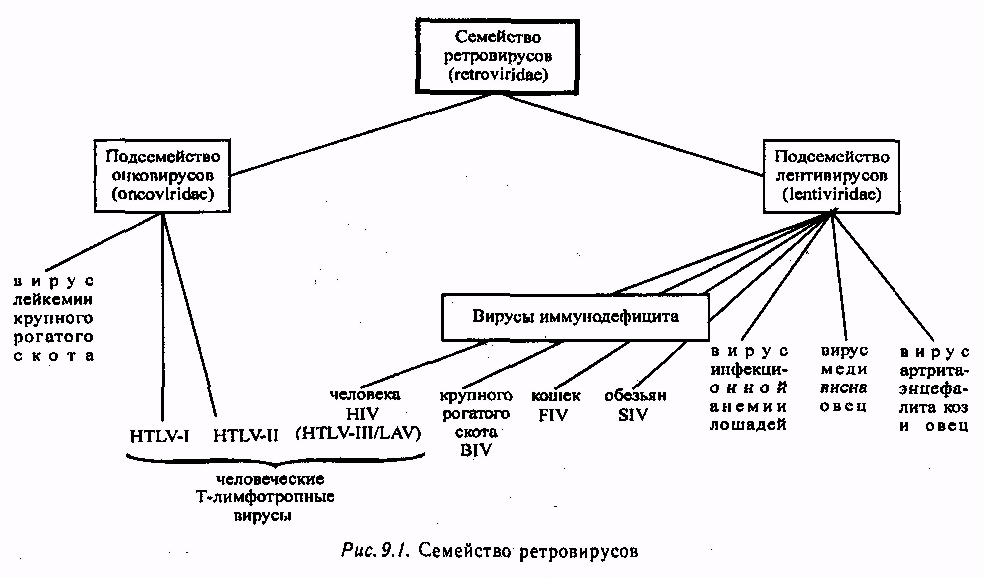 Семейство
ретровирусов
(retroviridae)
Подсемейство
онковирусов
(oncoviridae)
Подсемейство
лентивирусов
(lentiviridae)
вирус
лейкемии
крупного
рогатого
скота
HTLV-I
HTLV-II
Вирусы иммунодефицита
человека
HIV
(HTLV-III/LAV)
крупного
рогатого
скота
BIV
кошек
FIV
обезьян
SIV
вирус
инфекци-
онной
анемии
лошадей
вирус
меди
висна
овец
вирус
артрита-
энцефа-
лита коз
и овец
человеческие
Т-лимфотропные
вирусы
Рис. 9.1. Семейство ретровирусов